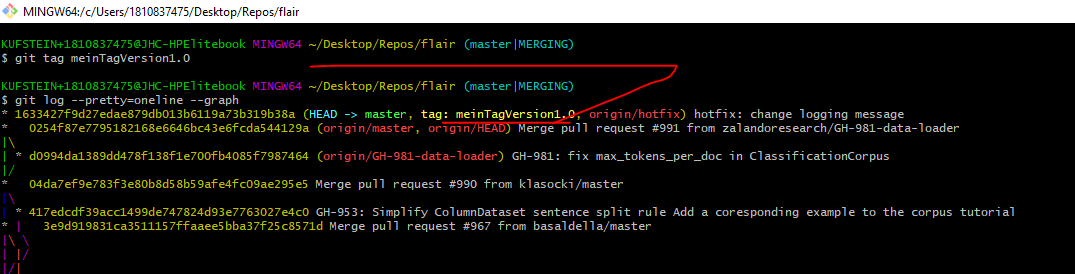 MINGW64:/c/Users/1810837475/Desktop/Repos/flair
KUFSTEIN+1810837475@JHC-HPElitebook MINGW64 ~/Desktop/Repos/flair (master|MERGING)
$ git tag meinTagVersion1.0
KUFSTEIN+1810837475@JHC-HPElitebook MINGW64 ~/Desktop/Repos/flair (master|MERGING)
$ git log --pretty=oneline --graph
* 1633427f9d27edae879db013b6119a73b319b38a (HEAD -> master, tag: meinTagVersion1.0, origin/hotfix) hotfix: change logging message
*   0254f87e7795182168e6646bc43e6fcda544129a (origin/master, origin/HEAD) Merge pull request #991 from zalandoresearch/GH-981-data-loader
|\
| * d0994da1389dd478f138f1e700fb4085f7987464 (origin/GH-981-data-loader) GH-981: fix max_tokens_per_doc in ClassificationCorpus
|/
*   04da7ef9e783f3e80b8d58b59afe4fc09ae295e5 Merge pull request #990 from klasocki/master
|\
| * 417edcdf39acc1499de747824d93e7763027e4c0 GH-953: Simplify ColumnDataset sentence split rule Add a coresponding example to the corpus tutorial
* |   3e9d919831ca3511157ffaaee5bba37f25c8571d Merge pull request #967 from basaldella/master
|\ \
| |/
|/|